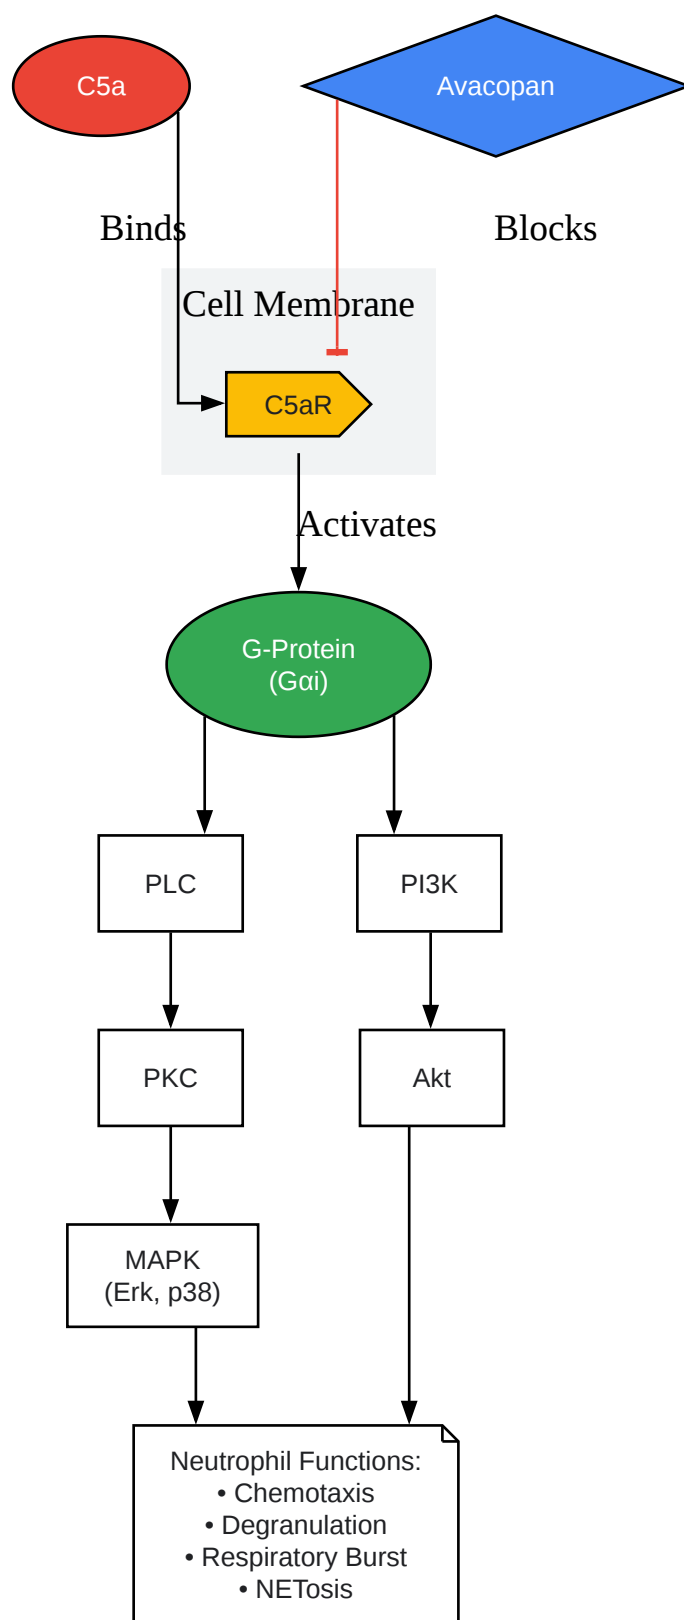 C5a
Avacopan
Binds
Blocks
Cell Membrane
C5aR
Activates
G-Protein
(Gαi)
PLC
PI3K
PKC
Akt
MAPK
(Erk, p38)
Neutrophil Functions:
• Chemotaxis
• Degranulation
• Respiratory Burst
• NETosis